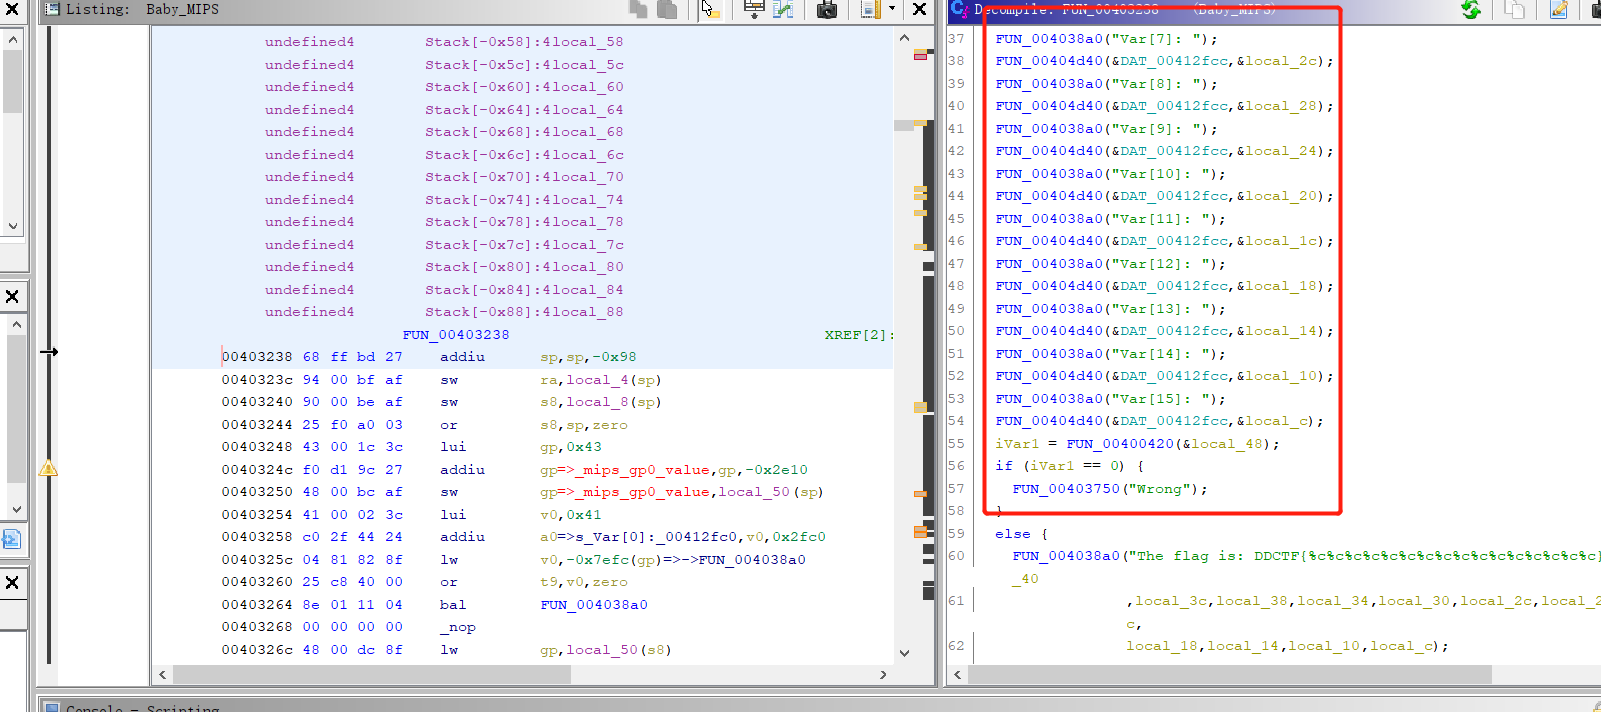 Listing: Baby_MIPS
undefined4 Stack[-0x58]:4local_58
undefined4 Stack[-0x5c]:4local_5c
undefined4 Stack[-0x60]:4local_60
undefined4 Stack[-0x64]:4local_64
undefined4 Stack[-0x68]:4local_68
undefined4 Stack[-0x6c]:4local_6c
undefined4 Stack[-0x70]:4local_70
undefined4 Stack[-0x74]:4local_74
undefined4 Stack[-0x78]:4local_78
undefined4 Stack[-0x7c]:4local_7c
undefined4 Stack[-0x80]:4local_80
undefined4 Stack[-0x84]:4local_84
undefined4 Stack[-0x88]:4local_88
FUN_00403238 XREF[2]:
00403238 68 ff bd 27 addiu sp,sp,-0x98
0040323c 94 00 bf af sw ra,local_4(sp)
00403240 90 00 be af sw s8,local_8(sp)
00403244 25 f0 a0 03 or s8,sp,zero
00403248 43 00 1c 3c lui gp,0x43
0040324c f0 d1 9c 27 addiu gp=>_mips_gp0_value,gp,-0x2e10
00403250 48 00 bc af sw gp=>_mips_gp0_value,local_50(sp)
00403254 41 00 02 3c lui v0,0x41
00403258 c0 2f 44 24 addiu a0=>s_Var[0]:_00412fc0,v0,0x2fc0
0040325c 04 81 82 8f lw v0,-0x7efc(gp)=>->FUN_004038a0
00403260 25 c8 40 00 or t9,v0,zero
00403264 8e 01 11 04 bal FUN_004038a0
00403268 00 00 00 00 _nop
0040326c 48 00 dc 8f lw gp,local_50(s8)
Decompile: FUN_00403238 (Baby_MIPS)
37 FUN_004038a0("Var[7]: ");
38 FUN_00404d40(&DAT_00412fcc,&local_2c);
39 FUN_004038a0("Var[8]: ");
40 FUN_00404d40(&DAT_00412fcc,&local_28);
41 FUN_004038a0("Var[9]: ");
42 FUN_00404d40(&DAT_00412fcc,&local_24);
43 FUN_004038a0("Var[10]: ");
44 FUN_00404d40(&DAT_00412fcc,&local_20);
45 FUN_004038a0("Var[11]: ");
46 FUN_00404d40(&DAT_00412fcc,&local_1c);
47 FUN_004038a0("Var[12]: ");
48 FUN_00404d40(&DAT_00412fcc,&local_18);
49 FUN_004038a0("Var[13]: ");
50 FUN_00404d40(&DAT_00412fcc,&local_14);
51 FUN_004038a0("Var[14]: ");
52 FUN_00404d40(&DAT_00412fcc,&local_10);
53 FUN_004038a0("Var[15]: ");
54 FUN_00404d40(&DAT_00412fcc,&local_c);
55 iVar1 = FUN_00400420(&local_48);
56 if (iVar1 == 0) {
57 FUN_00403750("Wrong");
58 }
59 else {
60 FUN_004038a0("The flag is: DDCTF{%c%c%c%c%c%c%c%c%c%c%c%c%c%c%c%c}
_40
61 ,local_3c,local_38,local_34,local_30,local_2c,local_2
c,
62 local_18,local_14,local_10,local_c);
Console - Scripting